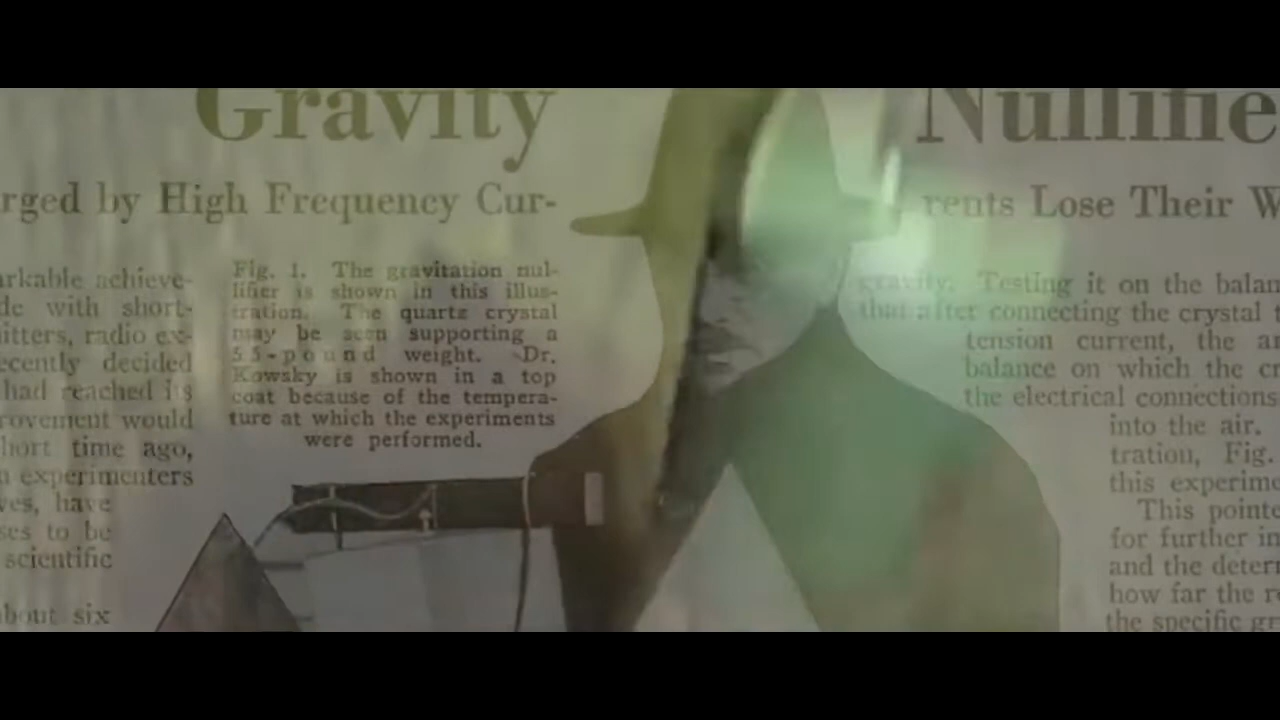 Gravity Nullifie
rged by High Frequency Cur-
rents Lose Their W
arkable achieve-
de with short-
itters, radio ex-
ecently decided
had reached its
rovement would
hort time ago,
experimenters
ves, have
ses to be
scientific
bout six
Fig. 1. The gravitation nul-
lifier is shown in this illus-
tration. The quartz crystal
may be seen supporting a
55-pound weight. Dr.
Kowsky is shown in a top
coat because of the tempera-
ture at which the experiments
were performed.
gravity. Testing it on the balan
that after connecting the crystal t
tension current, the ar
balance on which the cr
the electrical connections
into the air.
tration, Fig.
this experime
This pointe
for further in
and the deter
how far the re
the specific gr